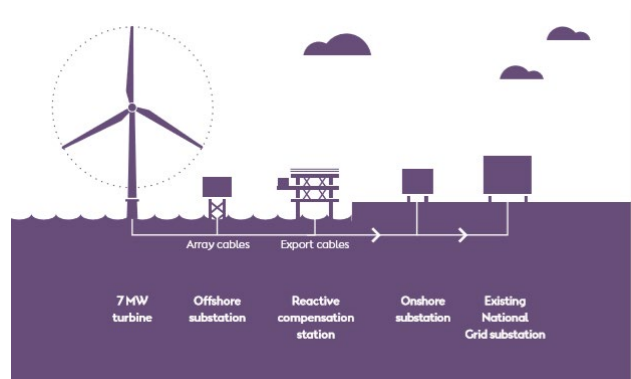 Array cables
Export cables
7 MW
turbine
Offshore
substation
Reactive
compensation
station
Onshore
substation
Existing
National
Grid substation